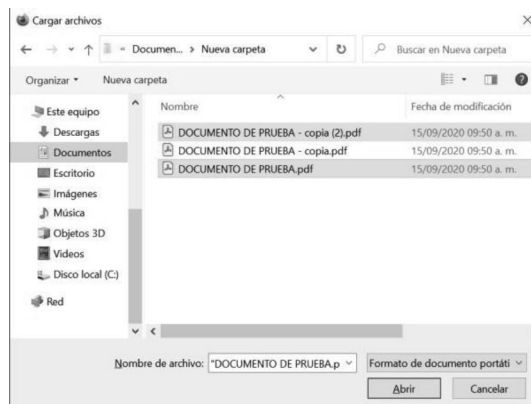 Cargar archivos
« Documen... > Nueva carpeta
Buscar en Nueva carpeta
Organizar
Nueva carpeta
Este equipo
Descargas
Documentos
Escritorio
Imágenes
Música
Objetos 3D
Videos
Disco local (C:)
Red
Nombre
Fecha de modificación
DOCUMENTO DE PRUEBA - copia (2).pdf
15/09/2020 09:50 a. m.
DOCUMENTO DE PRUEBA - copia.pdf
15/09/2020 09:50 a. m.
DOCUMENTO DE PRUEBA.pdf
15/09/2020 09:50 a. m.
Nombre de archivo:
"DOCUMENTO DE PRUEBA.p
Formato de documento portáti
Abrir
Cancelar